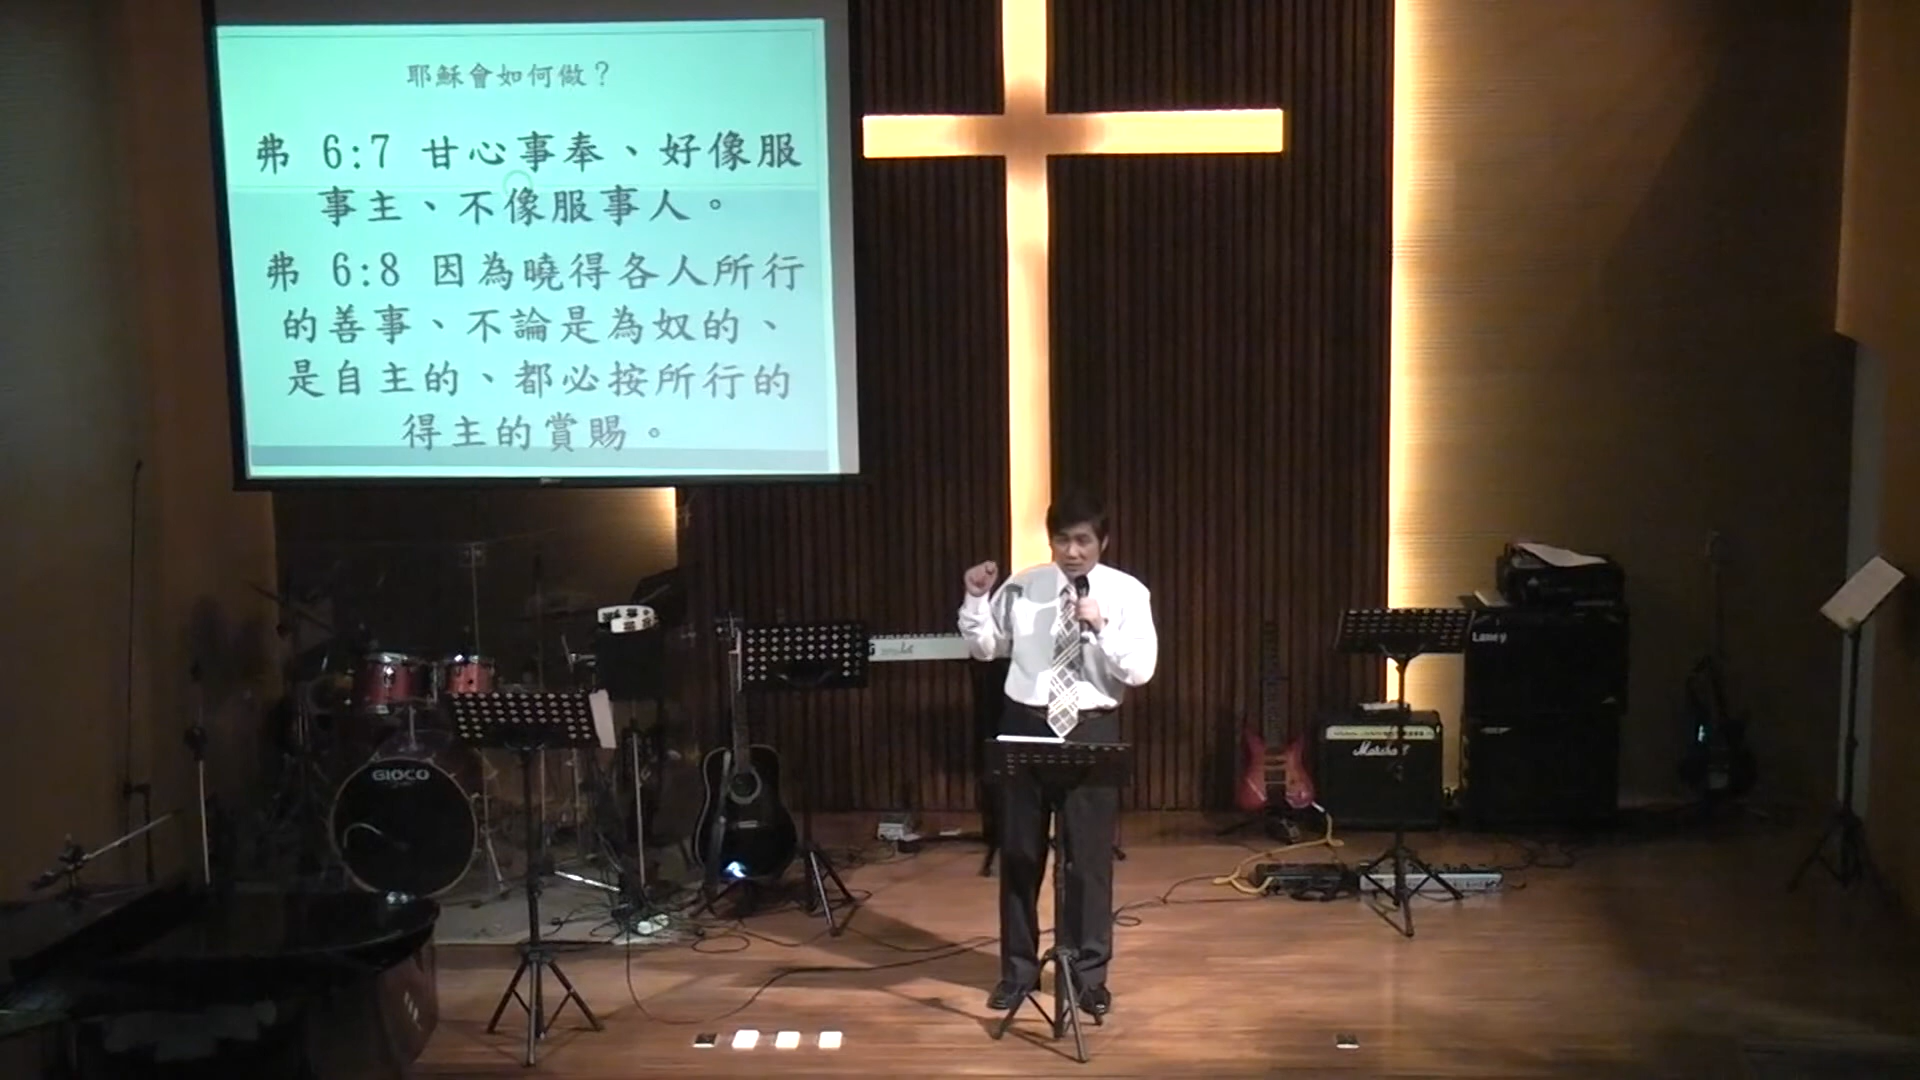 耶穌會如何做？
弗 6:7 甘心事奉、好像服
事主、不像服事人。
弗 6:8 因為曉得各人所行
的善事、不論是為奴的、
是自主的、都必按所行的
得主的賞賜。
GIOCO
Laney
Marshall